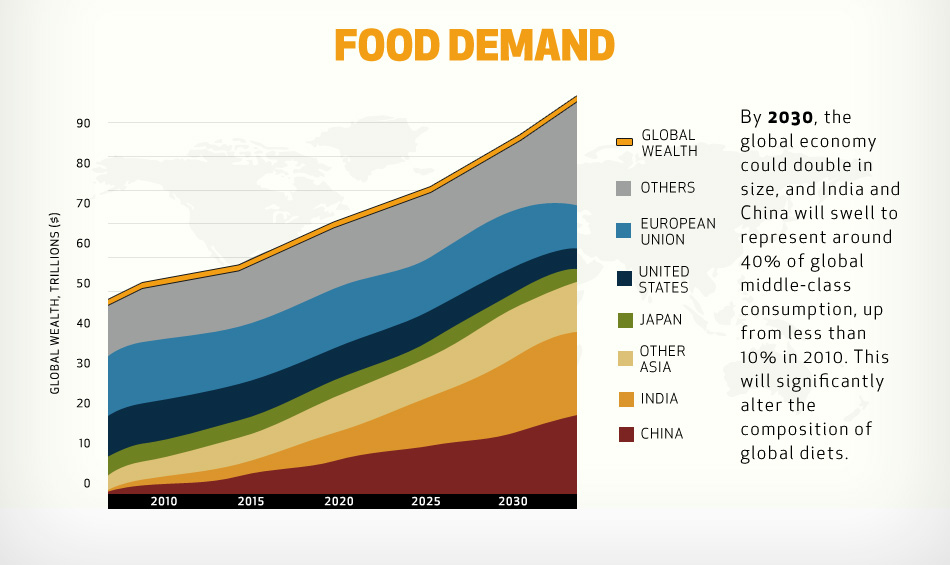 FOOD DEMAND
GLOBAL WEALTH, TRILLIONS ($)
90
80
70
60
50
40
30
20
10
0
2010 2015 2020 2025 2030
GLOBAL
WEALTH
OTHERS
EUROPEAN
UNION
UNITED
STATES
JAPAN
OTHER
ASIA
INDIA
CHINA
By 2030, the
global economy
could double in
size, and India and
China will swell to
represent around
40% of global
middle-class
consumption, up
from less than
10% in 2010. This
will significantly
alter the
composition of
global diets.